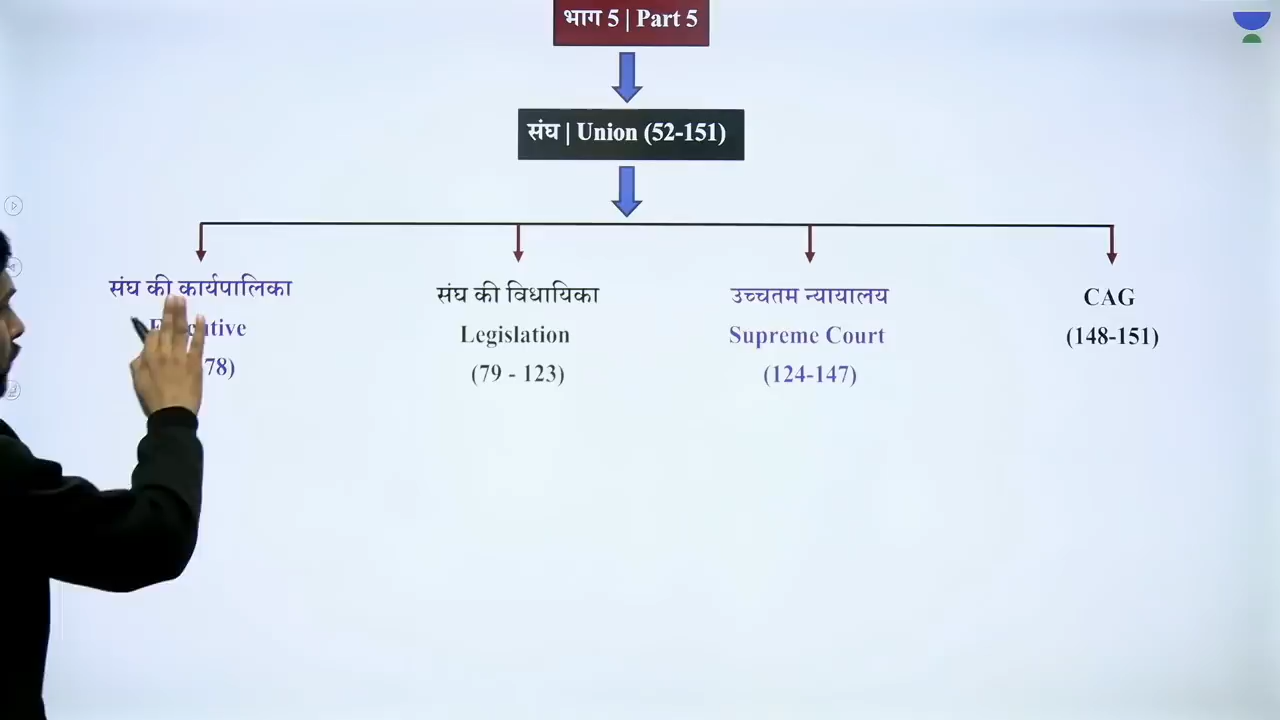 भाग 5 | Part 5
संघ | Union (52-151)
संघ की कार्यपालिका
78)
संघ की विधायिका
Legislation
(79 - 123)
उच्चतम न्यायालय
Supreme Court
(124-147)
CAG
(148-151)